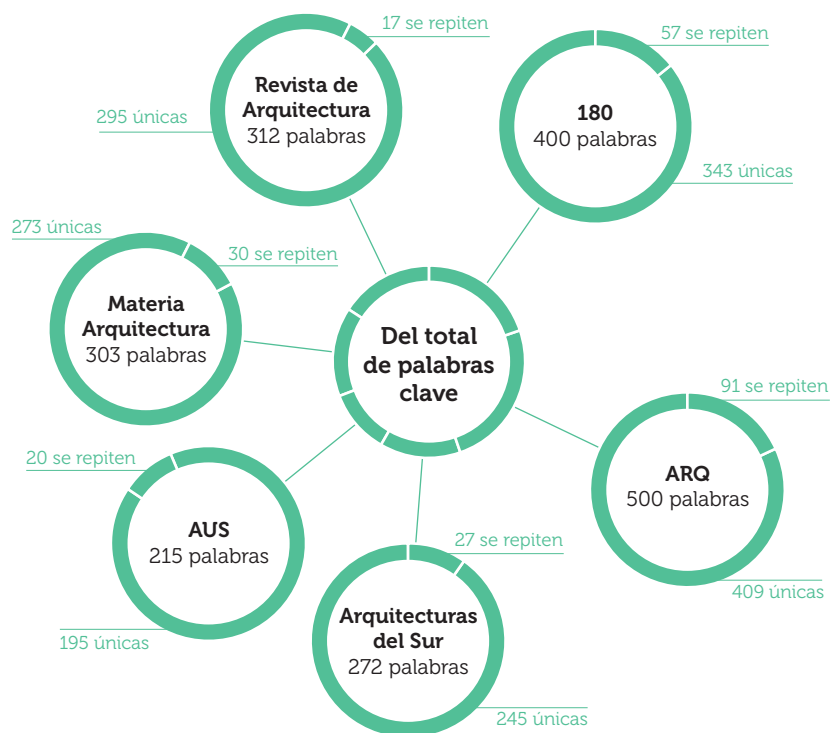 17 se repiten
Revista de
Arquitectura
312 palabras
295 únicas
57 se repiten
180
400 palabras
343 únicas
273 únicas
30 se repiten
Materia
Arquitectura
303 palabras
Del total
de palabras
clave
91 se repiten
ARQ
500 palabras
409 únicas
20 se repiten
AUS
215 palabras
195 únicas
27 se repiten
Arquitecturas
del Sur
272 palabras
245 únicas